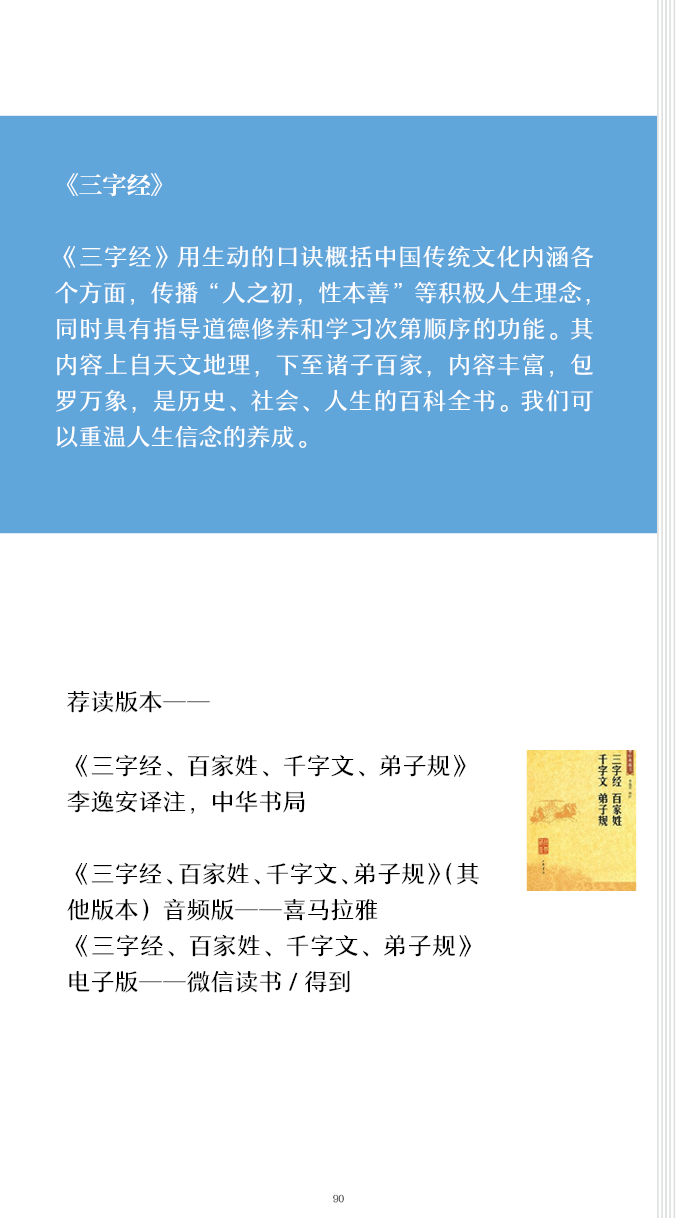 《三字经》
《三字经》用生动的口诀概括中国传统文化内涵各
个方面，传播“人之初，性本善”等积极人生理念，
同时具有指导道德修养和学习次第顺序的功能。其
内容上自天文地理，下至诸子百家，内容丰富，包
罗万象，是历史、社会、人生的百科全书。我们可
以重温人生信念的养成。
荐读版本——
《三字经、百家姓、千字文、弟子规》
李逸安译注，中华书局
三字经 百家姓
千字文 弟子规
《三字经、百家姓、千字文、弟子规》（其
他版本）音频版——喜马拉雅
《三字经、百家姓、千字文、弟子规》
电子版——微信读书 / 得到
90